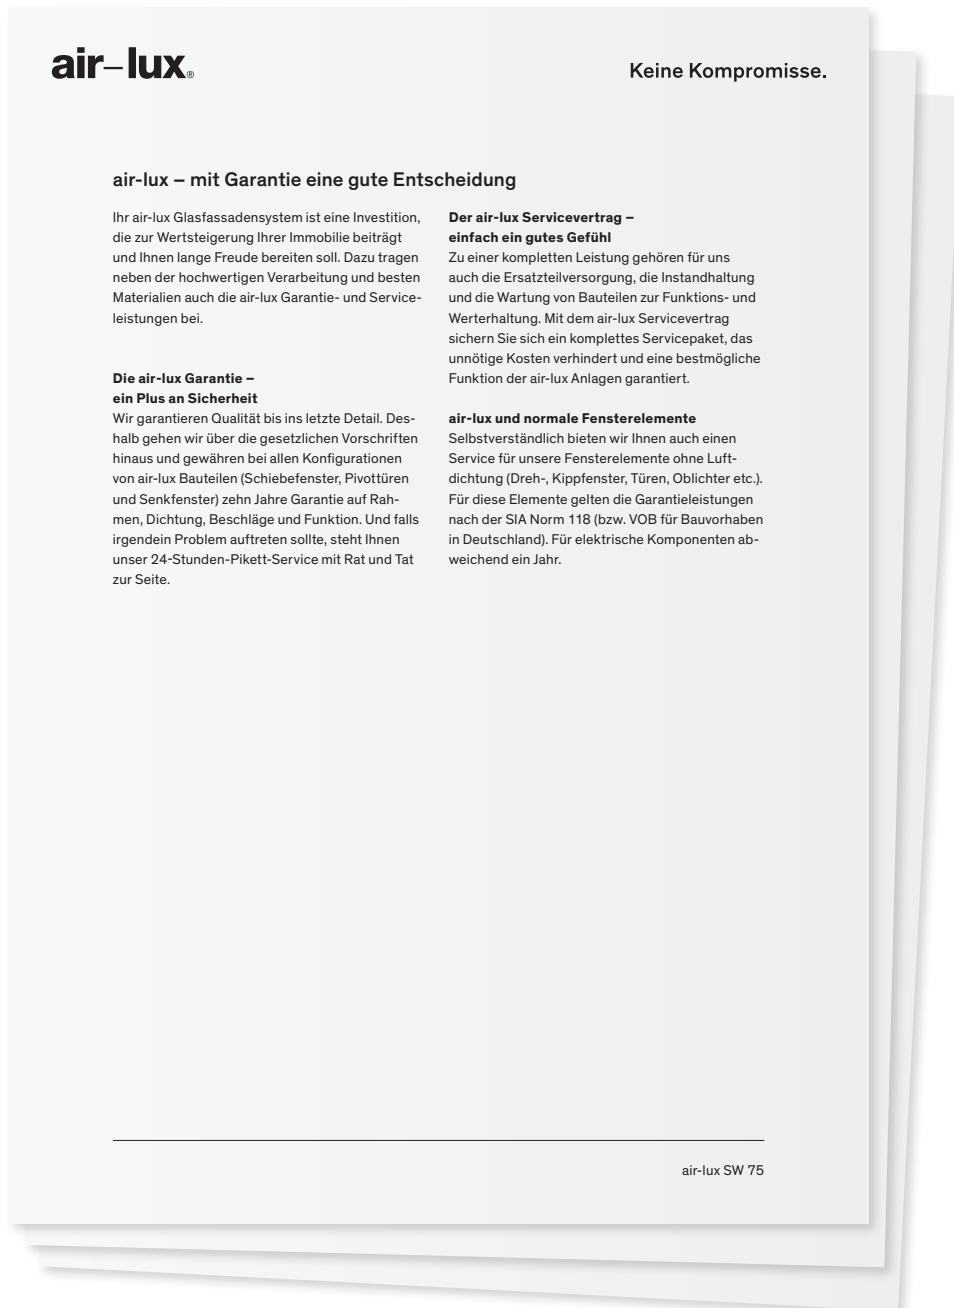 air–lux®
Keine Kompromisse.
air-lux – mit Garantie eine gute Entscheidung
Ihr air-lux Glasfassadensystem ist eine Investition,
die zur Wertsteigerung Ihrer Immobilie beiträgt
und Ihnen lange Freude bereiten soll. Dazu tragen
neben der hochwertigen Verarbeitung und besten
Materialien auch die air-lux Garantie- und Service-
leistungen bei.
Die air-lux Garantie –
ein Plus an Sicherheit
Wir garantieren Qualität bis ins letzte Detail. Des-
halb gehen wir über die gesetzlichen Vorschriften
hinaus und gewähren bei allen Konfigurationen
von air-lux Bauteilen (Schiebefenster, Pivottüren
und Senkfenster) zehn Jahre Garantie auf Rah-
men, Dichtung, Beschläge und Funktion. Und falls
irgendein Problem auftreten sollte, steht Ihnen
unser 24-Stunden-Pikett-Service mit Rat und Tat
zur Seite.
Der air-lux Servicevertrag –
einfach ein gutes Gefühl
Zu einer kompletten Leistung gehören für uns
auch die Ersatzteilversorgung, die Instandhaltung
und die Wartung von Bauteilen zur Funktions- und
Werterhaltung. Mit dem air-lux Servicevertrag
sichern Sie sich ein komplettes Servicepaket, das
unnötige Kosten verhindert und eine bestmögliche
Funktion der air-lux Anlagen garantiert.
air-lux und normale Fensterelemente
Selbstverständlich bieten wir Ihnen auch einen
Service für unsere Fensterelemente ohne Luft-
dichtung (Dreh-, Kippfenster, Türen, Oblichter etc.).
Für diese Elemente gelten die Garantieleistungen
nach der SIA Norm 118 (bzw. VOB für Bauvorhaben
in Deutschland). Für elektrische Komponenten ab-
weichend ein Jahr.
air-lux SW 75